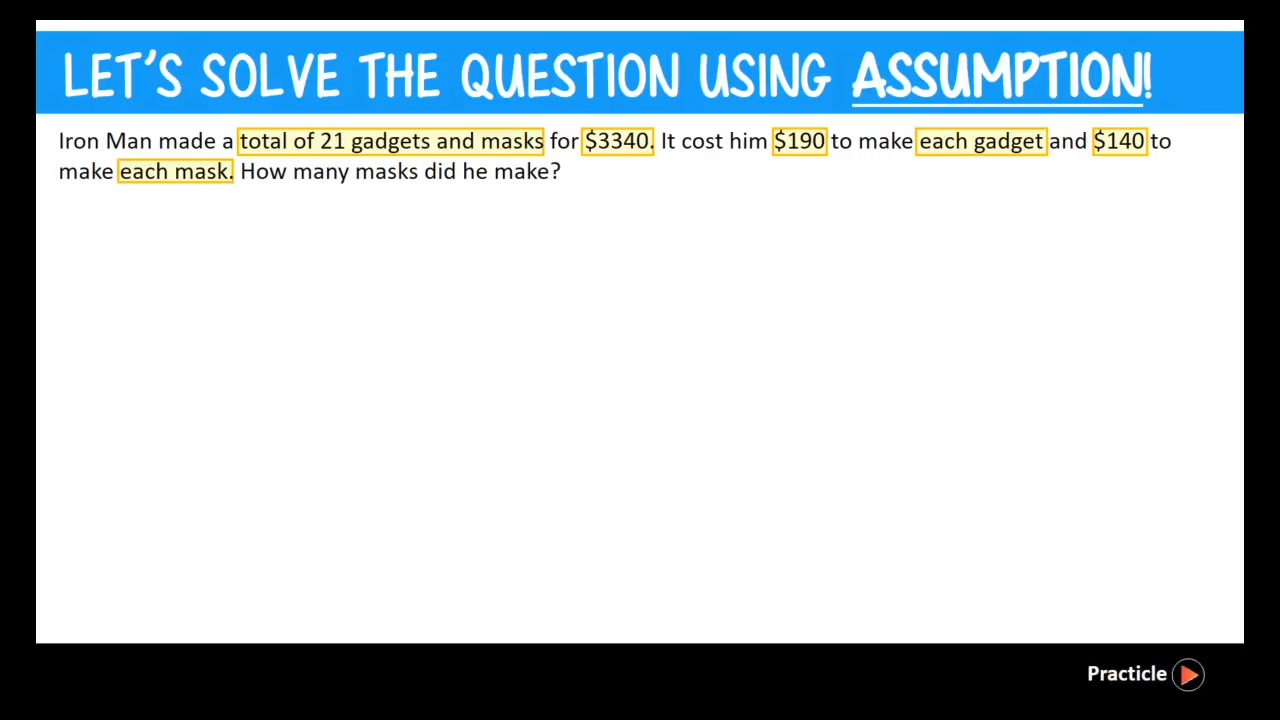 LET'S SOLVE THE QUESTION USING ASSUMPTION!
Iron Man made a total of 21 gadgets and masks for $3340. It cost him $190 to make each gadget and $140 to
make each mask. How many masks did he make?
Practicle